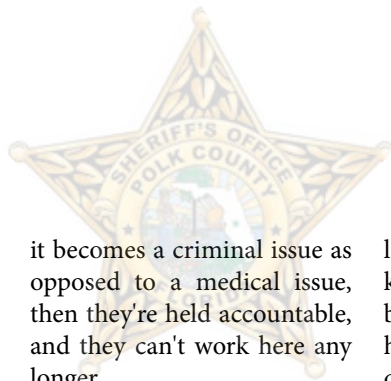 SHERIFF'S OFFICE
POLK COUNTY
FLORIDA
it becomes a criminal issue as
opposed to a medical issue,
then they're held accountable,
and they can't work here any
longer